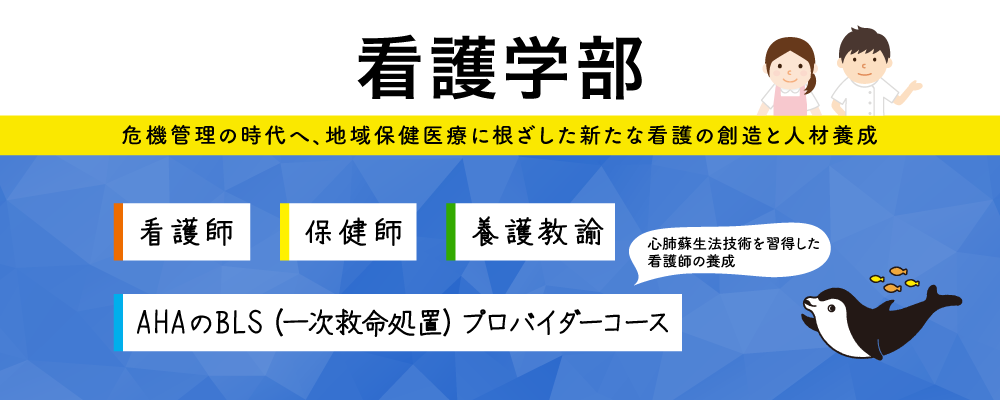 看護学部
危機管理の時代へ、地域保健医療に根ざした新たな看護の創造と人材養成
看護師
保健師
養護教諭
心肺蘇生法技術を習得した
看護師の養成
AHAのBLS (一次救命処置) プロバイダーコース